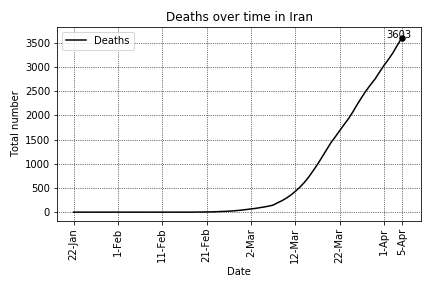 Deaths over time in Iran
Deaths
3603
Total number
3500
3000
2500
2000
1500
1000
500
0
22-Jan
1-Feb
11-Feb
21-Feb
2-Mar
12-Mar
22-Mar
1-Apr
5-Apr
Date